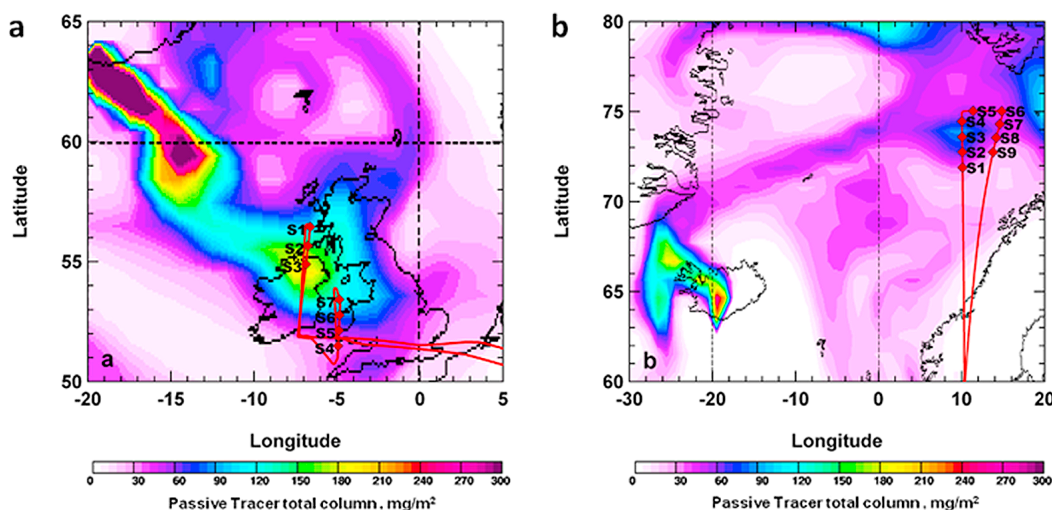 a
b
65
60
55
50
Latitude
-20
-15
-10
-5
0
5
Longitude
S1
S2
S3
S7
S6
S5
S4
a
0
30
60
90
120
150
180
210
240
270
300
Passive Tracer total column, mg/m²
80
75
70
65
60
Latitude
-30
-20
-10
0
10
20
Longitude
S5
S6
S4
S7
S3
S8
S2
S9
S1
b
0
30
60
90
120
150
180
210
240
270
300
Passive Tracer total column, mg/m²